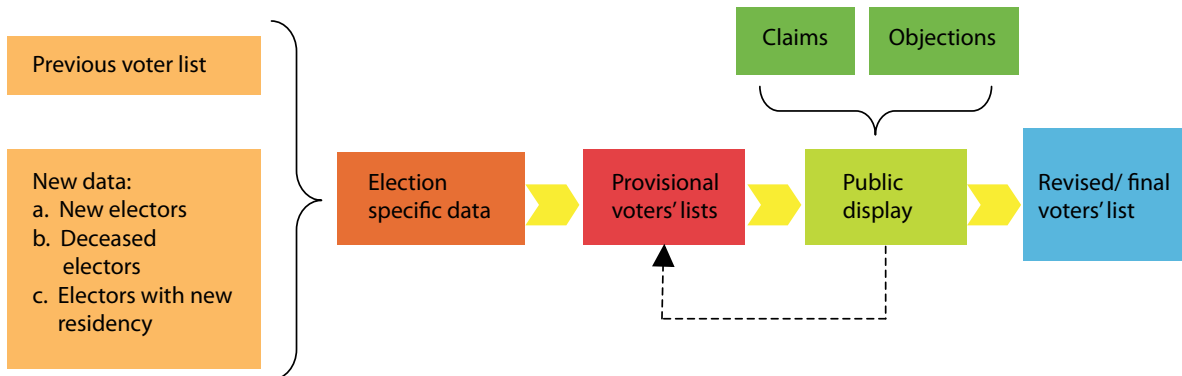 Previous voter list
New data:
a. New electors
b. Deceased
electors
c. Electors with new
residency
Election
specific data
Provisional
voters' lists
Claims
Objections
Public
display
Revised/ final
voters' list